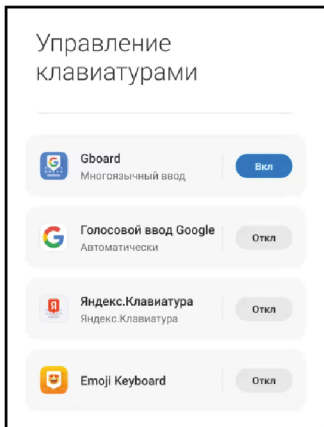 Управление
клавиатурами
Gboard
Многоязычный ввод
Вкл
Голосовой ввод Google
Автоматически
Откл
Яндекс.Клавиатура
Яндекс.Клавиатура
Откл
Emoji Keyboard
Откл